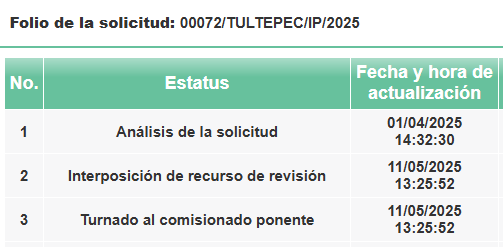 Folio de la solicitud: 00072/TULTEPEC/IP/2025
No. Estatus Fecha y hora de
actualización
1 Análisis de la solicitud 01/04/2025
14:32:30
2 Interposición de recurso de revisión 11/05/2025
13:25:52
3 Turnado al comisionado ponente 11/05/2025
13:25:52